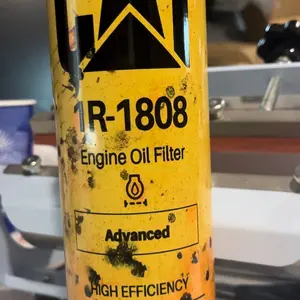 1R-1808
Engine Oil Filter
Advanced
HIGH EFFICIENCY